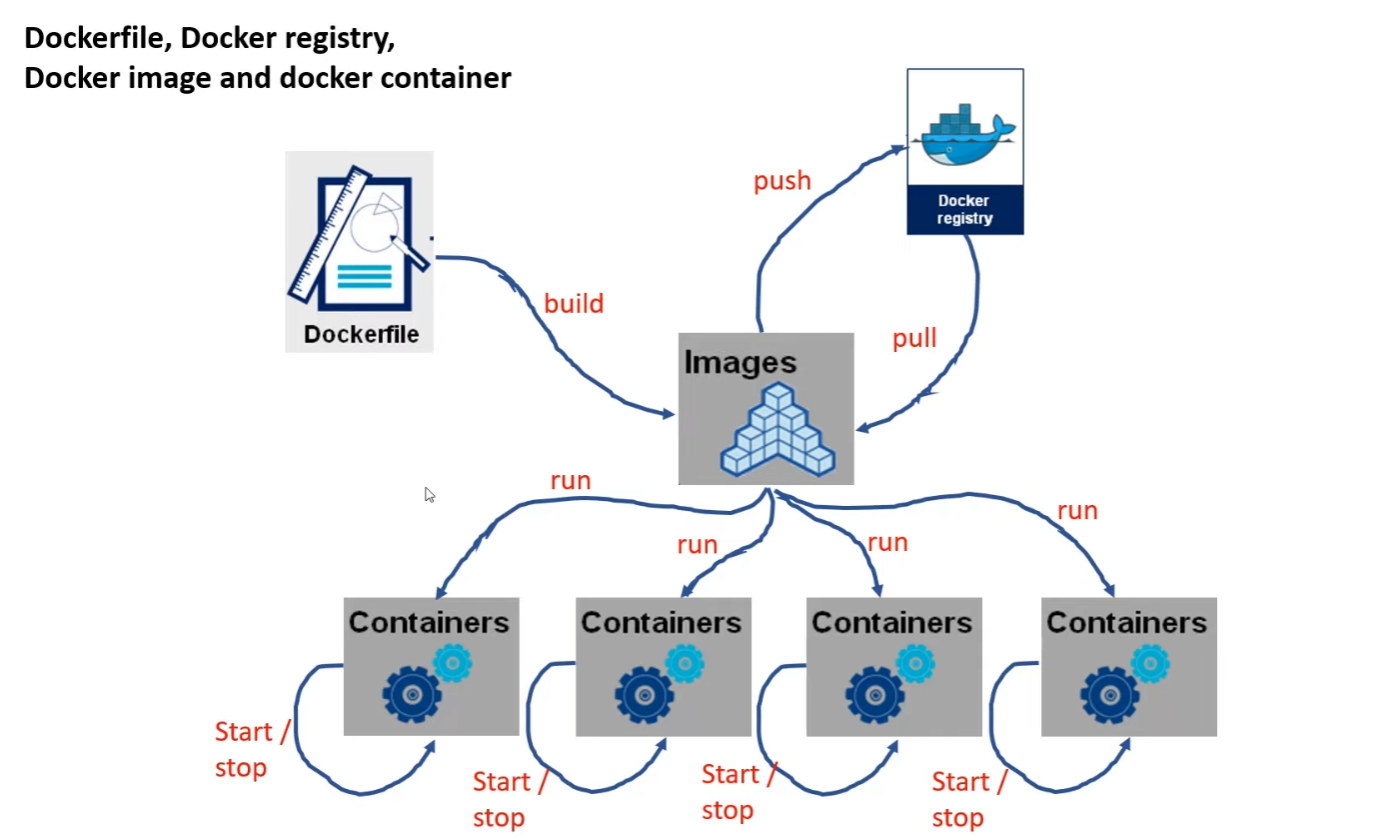 Dockerfile, Docker registry,
Docker image and docker container
Docker
registry
push
build
Dockerfile
pull
Images
run
run
run
run
Containers
Containers
Containers
Containers
Start /
stop
Start /
stop
Start /
stop
Start /
stop